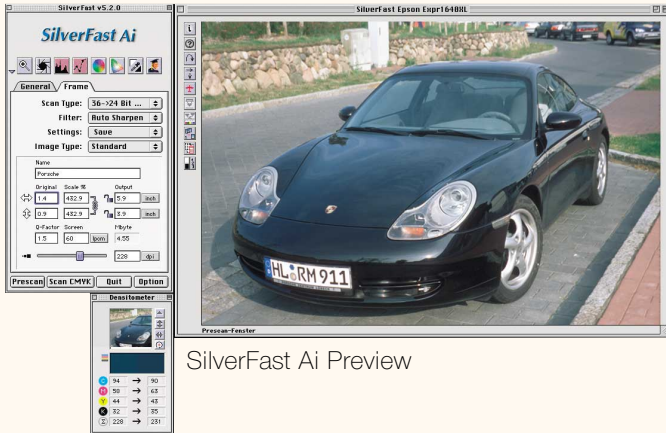 SilverFast v5.2.0
SilverFast Ai
General
Frame
Scan Type: 36->24 Bit ...
Filter: Auto Sharpen
Settings: Save
Image Type: Standard
Name
Porsche
Original Scale % Output
1.4 432.9 5.9 inch
0.9 432.9 3.9 inch
Q-Factor Screen Mbyte
1.5 60 lpcm 4.55
228 dpi
Prescan Scan CMYK Quit Option
Densitometer
C 94 → 90
M 58 → 63
Y 44 → 43
K 32 → 35
Σ 228 → 231
SilverFast Epson Expr1640XL
HL RM 911
Prescan-Fenster
SilverFast Ai Preview